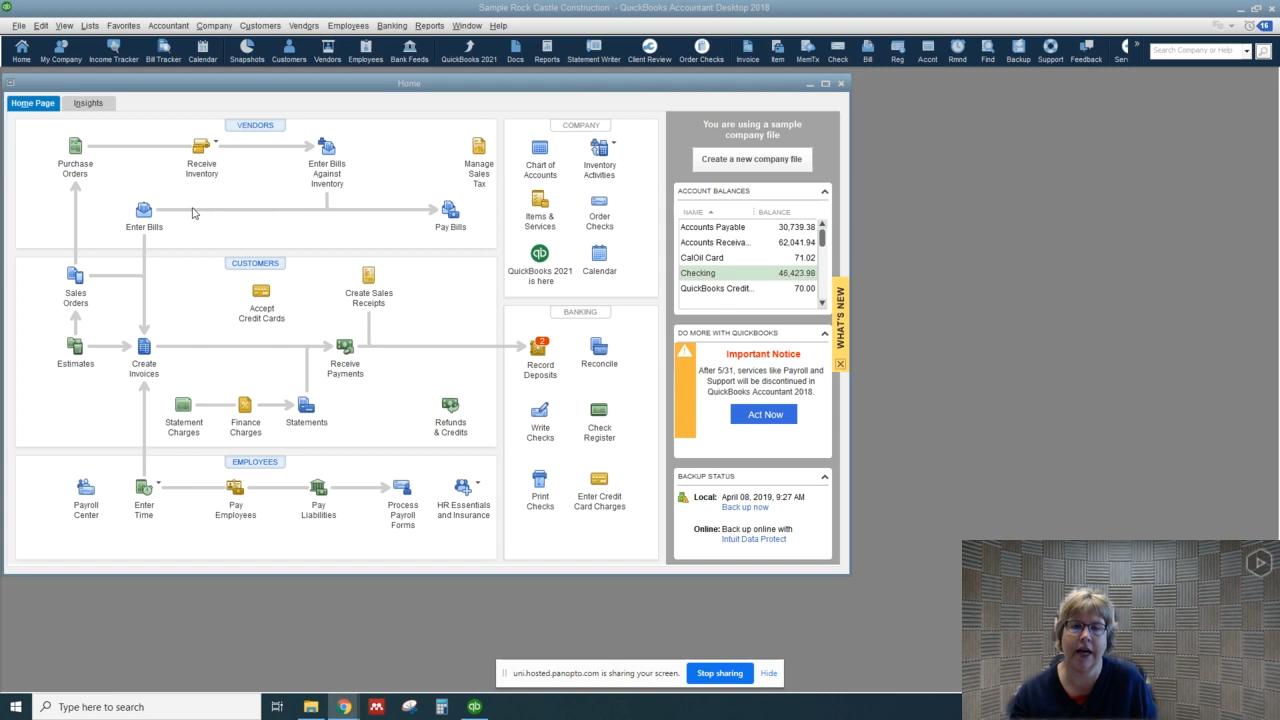 Sample Rock Castle Construction - QuickBooks Accountant Desktop 2018
File Edit View Lists Favorites Accountant Company Customers Vendors Employees Banking Reports Window Help
16
Home My Company Income Tracker Bill Tracker Calendar Snapshots Customers Vendors Employees Bank Feeds QuickBooks 2021 Docs Reports Statement Writer Client Review Order Checks Invoice Item MemTx Check Bill Reg Accnt Rmnd Find Backup Support Feedback Serv
Search Company or Help
Home
Home Page Insights
VENDORS
Purchase
Orders
Receive
Inventory
Enter Bills
Against
Inventory
Manage
Sales
Tax
Enter Bills
Pay Bills
CUSTOMERS
Sales
Orders
Accept
Credit Cards
Create Sales
Receipts
Estimates
Create
Invoices
Receive
Payments
Statement
Charges
Finance
Charges
Statements
Refunds
& Credits
EMPLOYEES
Payroll
Center
Enter
Time
Pay
Employees
Pay
Liabilities
Process
Payroll
Forms
HR Essentials
and Insurance
COMPANY
Chart of
Accounts
Inventory
Activities
Items &
Services
Order
Checks
qb
QuickBooks 2021
is here
Calendar
BANKING
2
Record
Deposits
Reconcile
Write
Checks
Check
Register
Print
Checks
Enter Credit
Card Charges
You are using a sample
company file
Create a new company file
ACCOUNT BALANCES
NAME BALANCE
Accounts Payable 30,739.38
Accounts Receiva... 62,041.94
CalOil Card 71.02
Checking 46,423.98
QuickBooks Credit... 70.00
WHAT'S NEW
DO MORE WITH QUICKBOOKS
Important Notice
After 5/31, services like Payroll and
Support will be discontinued in
QuickBooks Accountant 2018.
Act Now
BACKUP STATUS
Local: April 08, 2019, 9:27 AM
Back up now
Online: Back up online with
Intuit Data Protect
uni.hosted.panopto.com is sharing your screen. Stop sharing Hide
Type here to search